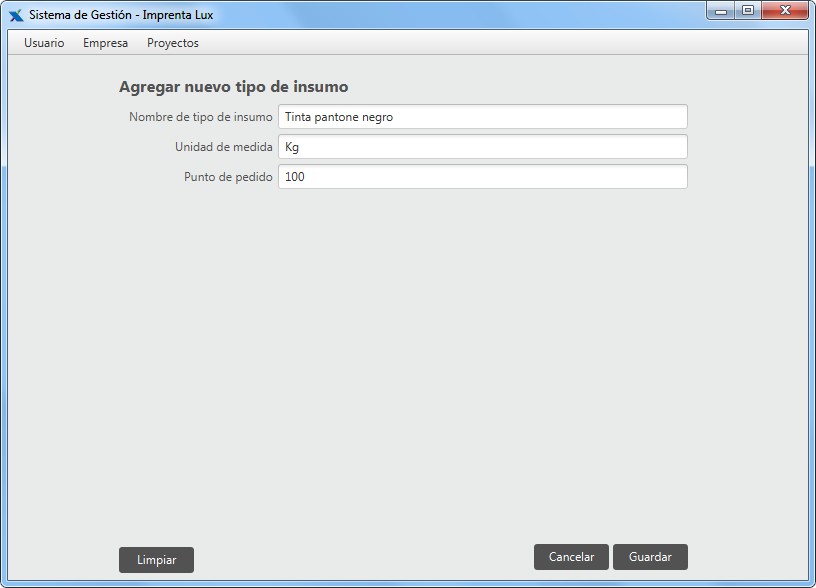 Sistema de Gestión - Imprenta Lux
Usuario Empresa Proyectos
Agregar nuevo tipo de insumo
Nombre de tipo de insumo Tinta pantone negro
Unidad de medida Kg
Punto de pedido 100
Limpiar Cancelar Guardar